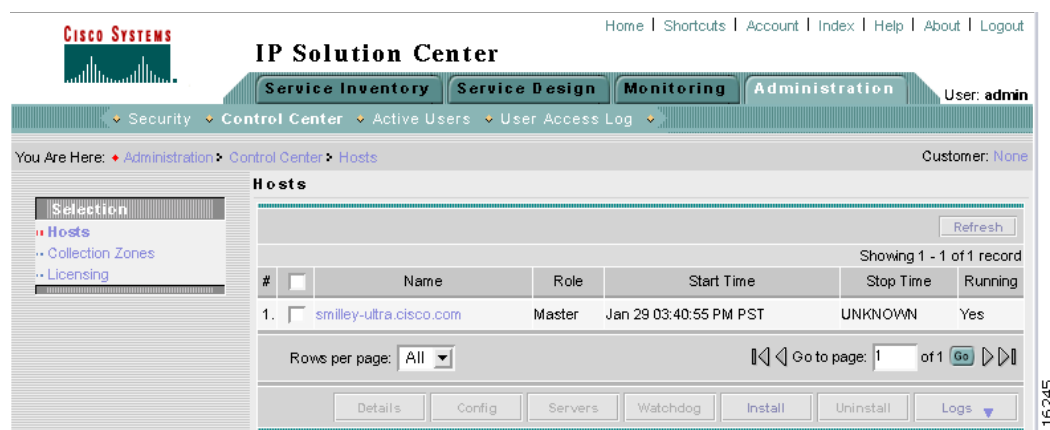 Cisco Systems
Home | Shortcuts | Account | Index | Help | About | Logout
IP Solution Center
Service Inventory Service Design Monitoring Administration
User: admin
Security Control Center Active Users User Access Log
You Are Here: Administration Control Center Hosts
Customer: None
Hosts
Selection
Hosts
Collection Zones
Licensing
Refresh
Showing 1 - 1 of 1 record
# Name Role Start Time Stop Time Running
1. smilley-ultra.cisco.com Master Jan 29 03:40:55 PM PST UNKNOWN Yes
Rows per page: All
Go to page: 1 of 1 Go
Details Config Servers Watchdog Install Uninstall Logs